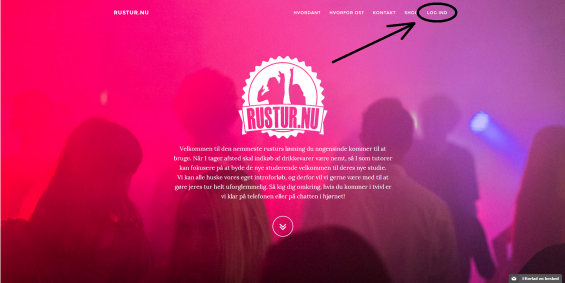 RUSTUR.NU
HVORDAN? HVORFOR OS? KONTAKT SHOP LOG IND
RUSTUR.NU
Velkommen til den nemmeste rusturs løsning du nogensinde kommer til at
bruge. Når I tager afsted skal indkøb af drikkevarer være nemt, så I som tutorer
kan fokusere på at byde de nye studerende velkommen til deres nye studie.
Vi kan alle huske vores eget introforløb, og derfor vil vi gerne være med til at
gøre jeres tur helt uforglemmelig. Så kig dig omkring, hvis du kommer i tvivl er
vi klar på telefonen eller på chatten i hjørnet!
Efterlad en besked